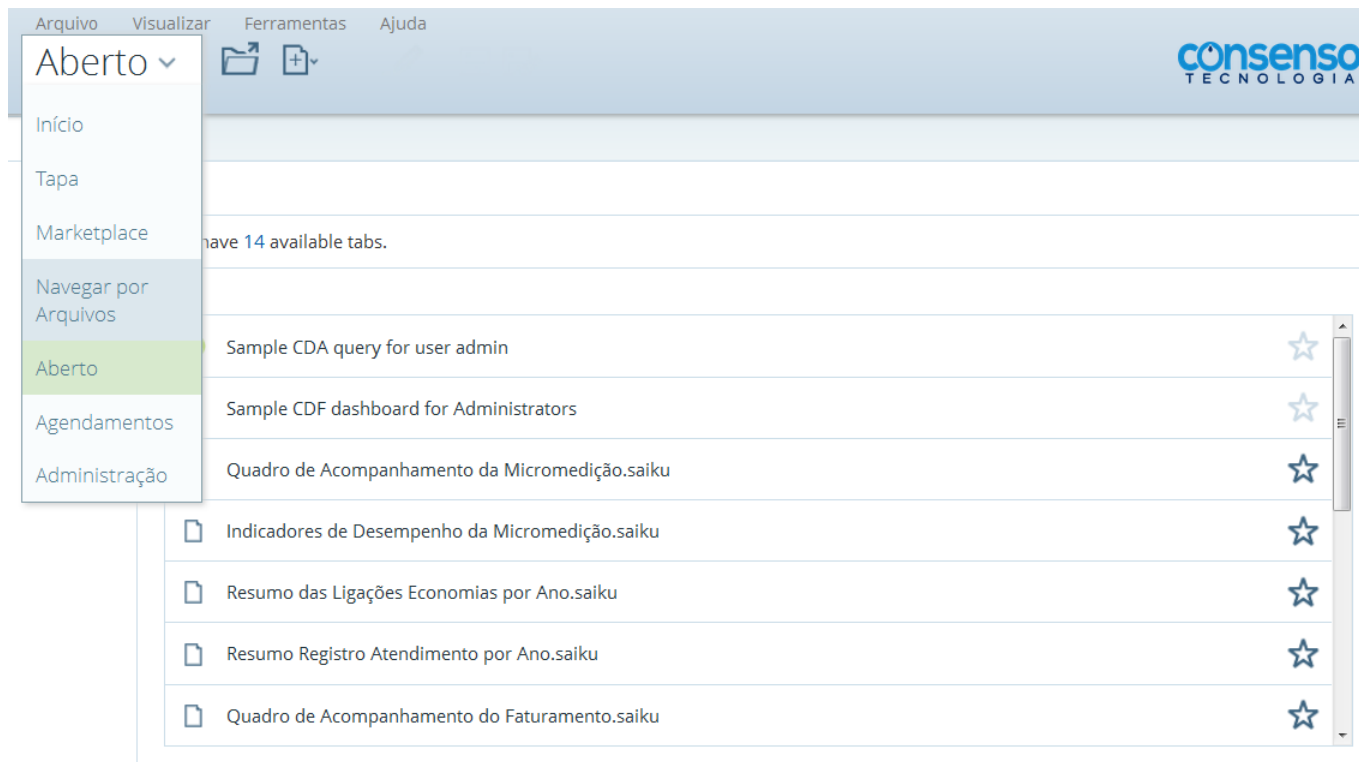 Arquivo Visualizar Ferramentas Ajuda
Aberto
consenso
TECNOLOGIA
Início
Tapa
Marketplace
have 14 available tabs.
Navegar por
Arquivos
Sample CDA query for user admin
Aberto
Sample CDF dashboard for Administrators
Agendamentos
Quadro de Acompanhamento da Micromedição.saiku
Administração
Indicadores de Desempenho da Micromedição.saiku
Resumo das Ligações Economias por Ano.saiku
Resumo Registro Atendimento por Ano.saiku
Quadro de Acompanhamento do Faturamento.saiku